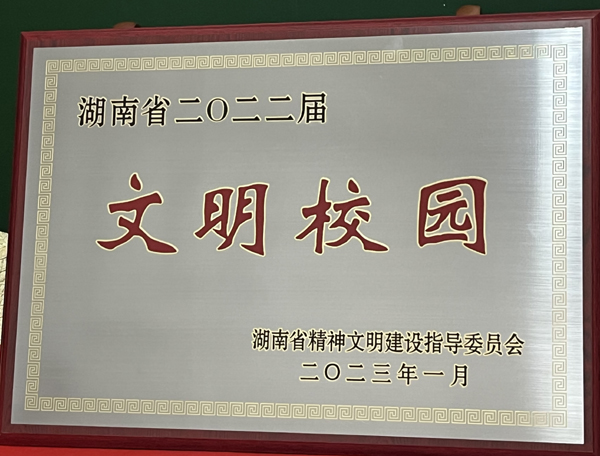 湖南省二〇二二届
文明校园
湖南省精神文明建设指导委员会
二〇二三年一月